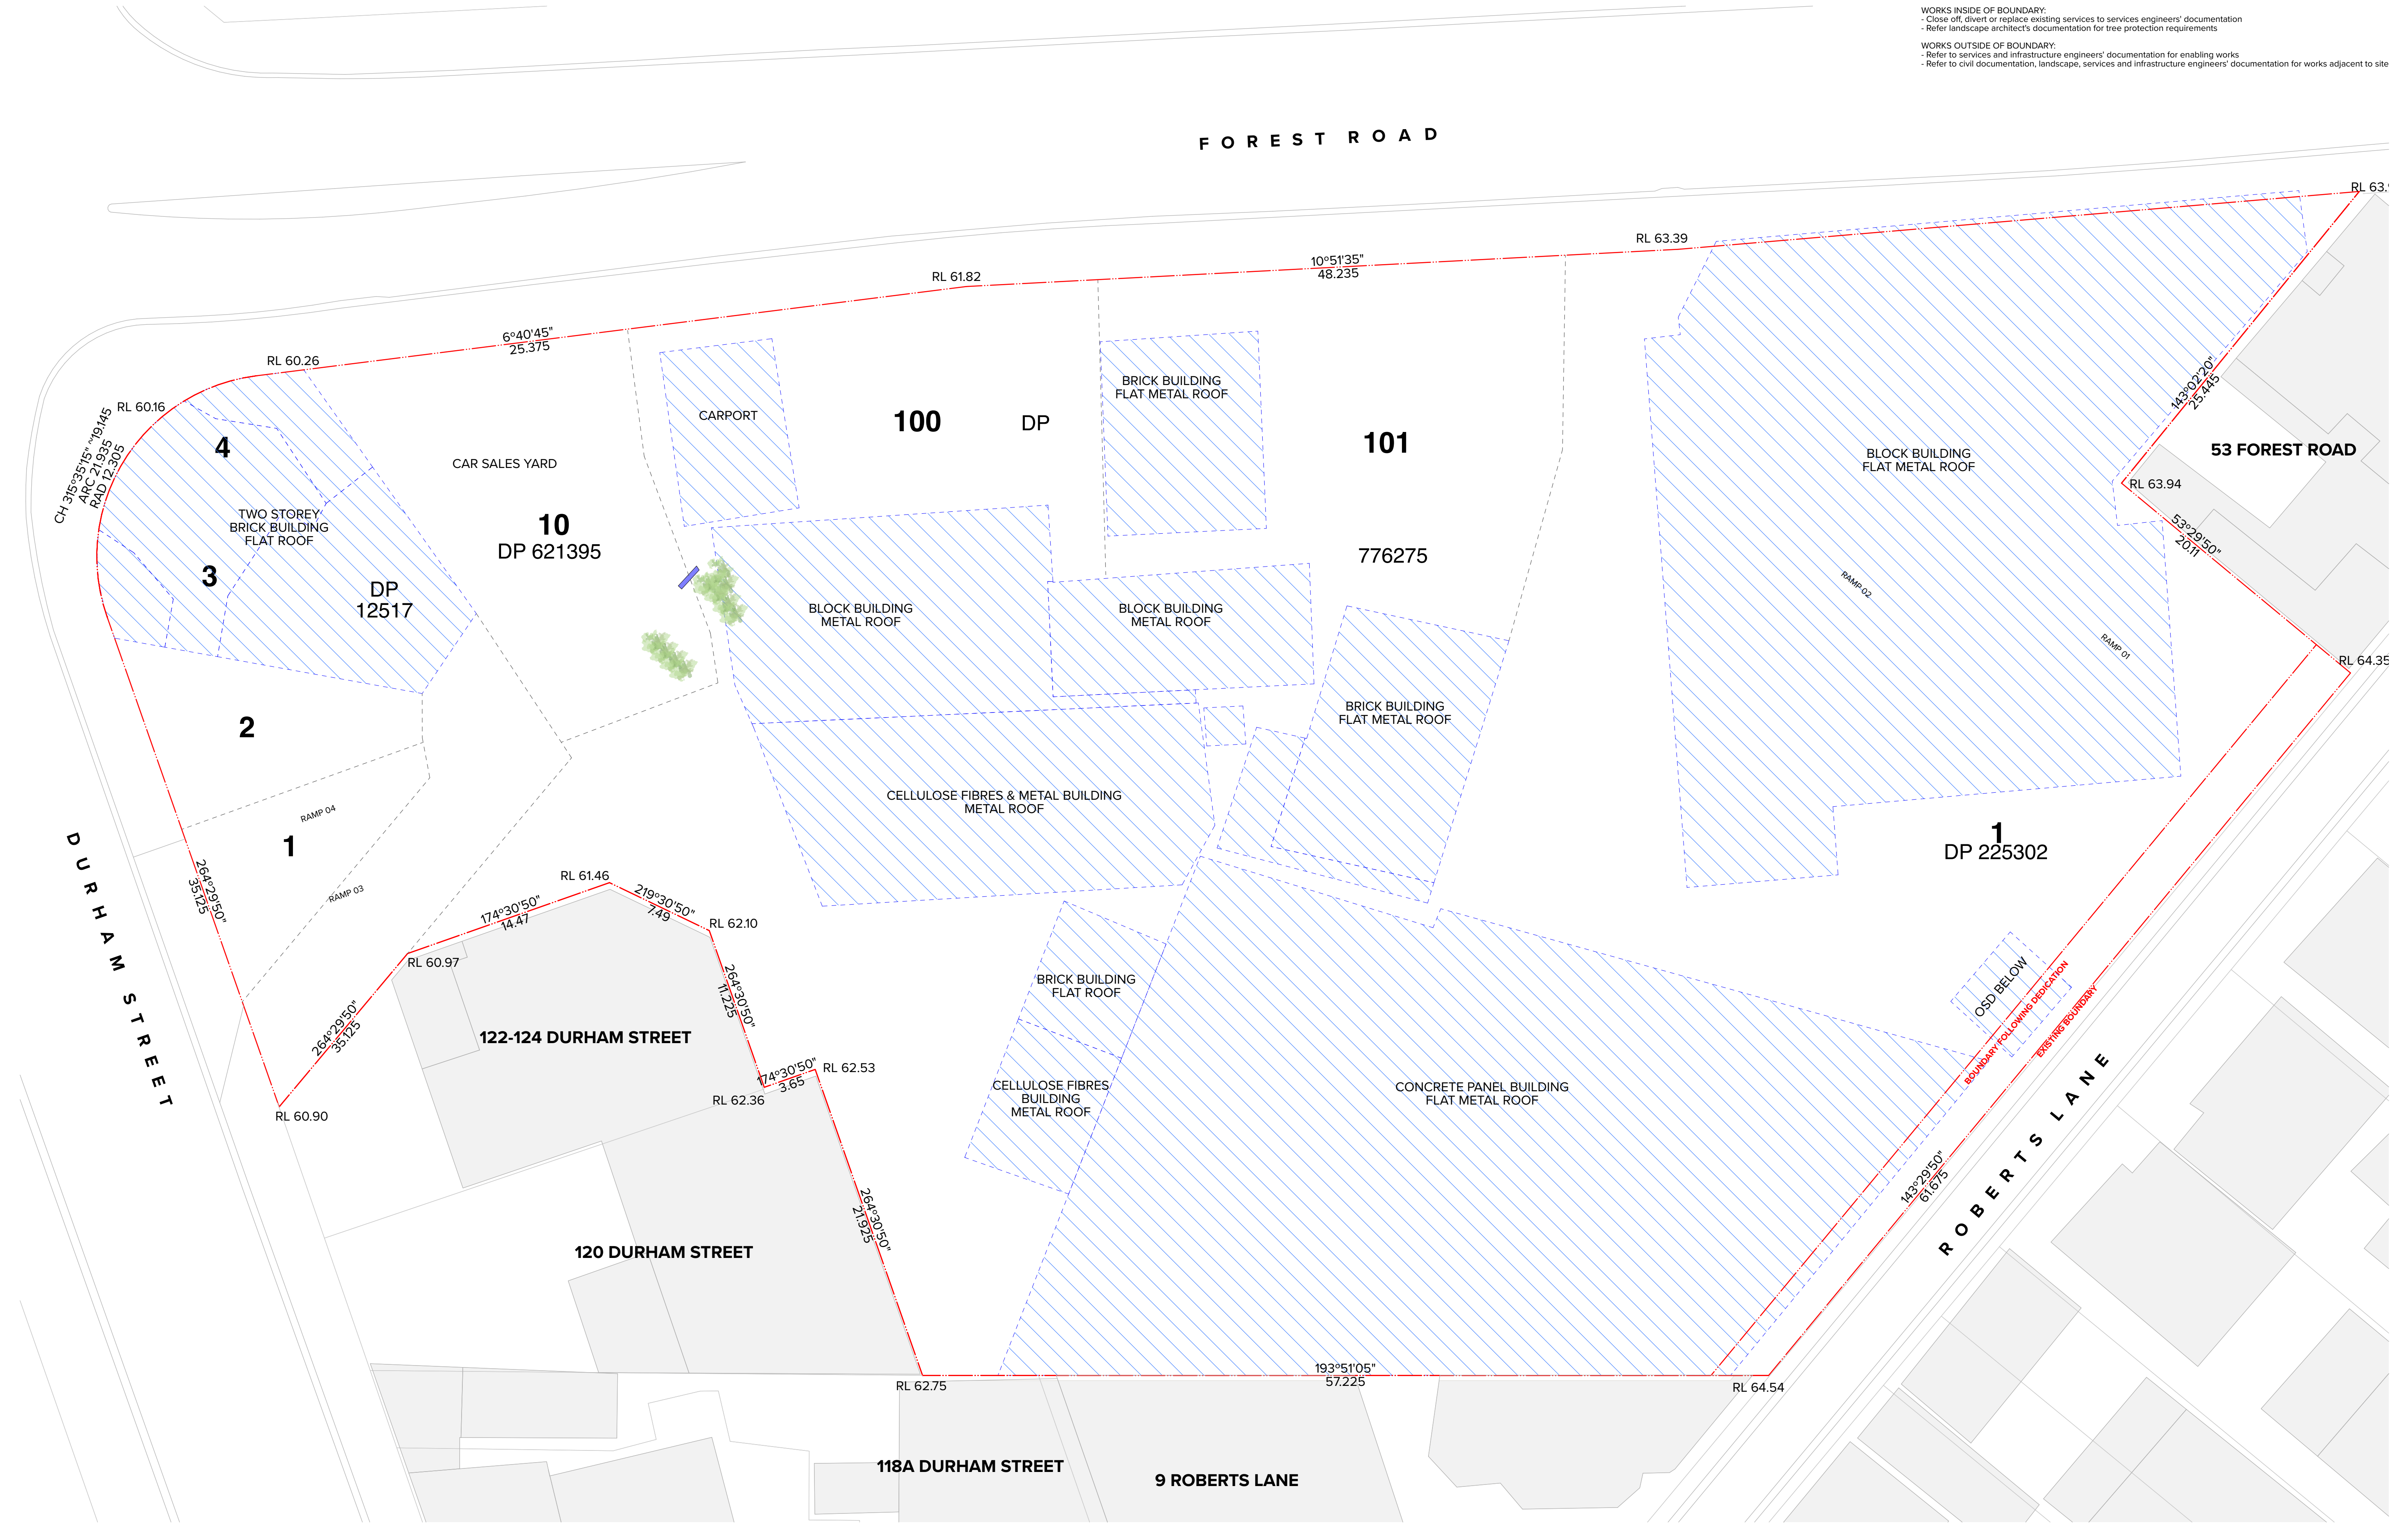 WORKS INSIDE OF BOUNDARY:
- Close off, divert or replace existing services to services engineers' documentation
- Refer landscape architect's documentation for tree protection requirements
WORKS OUTSIDE OF BOUNDARY:
- Refer to services and infrastructure engineers' documentation for enabling works
- Refer to civil documentation, landscape, services and infrastructure engineers' documentation for works adjacent to site
FOREST ROAD
RL 63.
RL 63.39
10°51'35"
48.235
RL 61.82
6°40'45"
25.375
RL 60.26
RL 60.16
CH 315°35'15" ~19.145
ARC 21.935
RAD 12.305
4
TWO STOREY
BRICK BUILDING
FLAT ROOF
3
DP
12517
CAR SALES YARD
10
DP 621395
CARPORT
100
DP
BRICK BUILDING
FLAT METAL ROOF
101
776275
BLOCK BUILDING
FLAT METAL ROOF
143°02'20"
25.445
53 FOREST ROAD
RL 63.94
53°29'50"
20.11
RAMP 02
RAMP 01
RL 64.35
BLOCK BUILDING
METAL ROOF
BLOCK BUILDING
METAL ROOF
BRICK BUILDING
FLAT METAL ROOF
2
CELLULOSE FIBRES & METAL BUILDING
METAL ROOF
RAMP 04
1
RAMP 03
1
DP 225302
DURHAM STREET
264°29'50"
35.125
RL 61.46
174°30'50"
14.47
219°30'50"
7.49
RL 62.10
RL 60.97
264°30'50"
11.225
264°29'50"
35.125
122-124 DURHAM STREET
174°30'50"
3.65
RL 62.53
RL 62.36
RL 60.90
BRICK BUILDING
FLAT ROOF
CELLULOSE FIBRES
BUILDING
METAL ROOF
CONCRETE PANEL BUILDING
FLAT METAL ROOF
OSD BELOW
BOUNDARY FOLLOWING DEDICATION
EXISTING BOUNDARY
143°29'50"
61.675
ROBERTS LANE
264°30'50"
21.925
120 DURHAM STREET
193°51'05"
57.225
RL 62.75
RL 64.54
118A DURHAM STREET
9 ROBERTS LANE